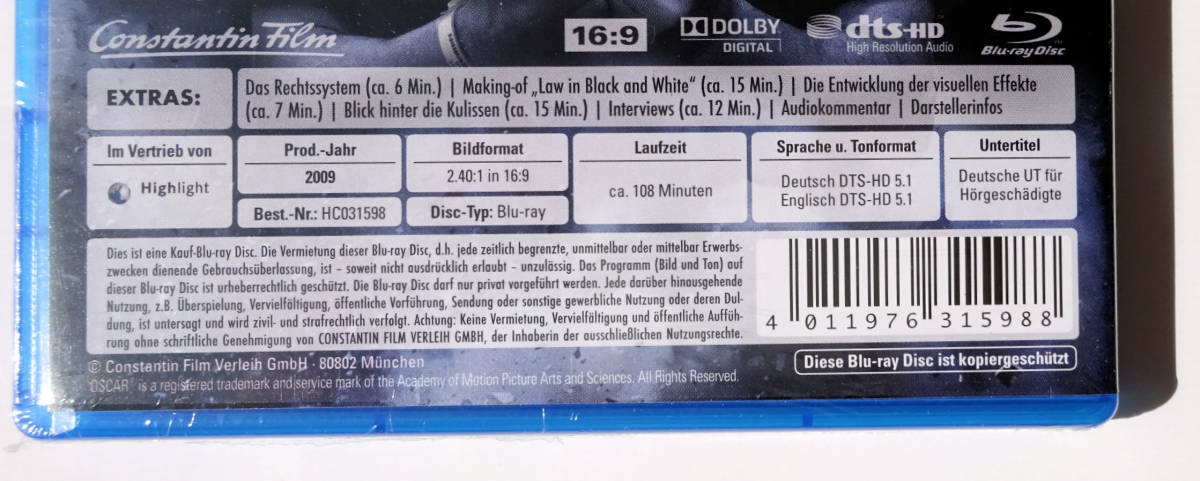 Constantin Film
16:9
DOLBY
DIGITAL
dts-HD
High Resolution Audio
Blu-ray Disc
EXTRAS:
Das Rechtssystem (ca. 6 Min.) | Making-of „Law in Black and White“ (ca. 15 Min.) | Die Entwicklung der visuellen Effekte
(ca. 7 Min.) | Blick hinter die Kulissen (ca. 15 Min.) | Interviews (ca. 12 Min.) | Audiokommentar | Darstellerinfos
Im Vertrieb von
Highlight
Prod.-Jahr
2009
Best.-Nr.: HC031598
Bildformat
2.40:1 in 16:9
Disc-Typ: Blu-ray
Laufzeit
ca. 108 Minuten
Sprache u. Tonformat
Deutsch DTS-HD 5.1
Englisch DTS-HD 5.1
Untertitel
Deutsche UT für
Hörgeschädigte
Dies ist eine Kauf-Blu-ray Disc. Die Vermietung dieser Blu-ray Disc, d.h. jede zeitlich begrenzte, unmittelbar oder mittelbar Erwerbs-
zwecken dienende Gebrauchsüberlassung, ist – soweit nicht ausdrücklich erlaubt – unzulässig. Das Programm (Bild und Ton) auf
dieser Blu-ray Disc ist urheberrechtlich geschützt. Die Blu-ray Disc darf nur privat vorgeführt werden. Jede darüber hinausgehende
Nutzung, z.B. Überspielung, Vervielfältigung, öffentliche Vorführung, Sendung oder sonstige gewerbliche Nutzung oder deren Dul-
dung, ist untersagt und wird zivil- und strafrechtlich verfolgt. Achtung: Keine Vermietung, Vervielfältigung und öffentliche Auffüh-
rung ohne schriftliche Genehmigung von CONSTANTIN FILM VERLEIH GMBH, der Inhaberin der ausschließlichen Nutzungsrechte.
4 011976 315988
© Constantin Film Verleih GmbH · 80802 München
Diese Blu-ray Disc ist kopiergeschützt
OSCAR® is a registered trademark and service mark of the Academy of Motion Picture Arts and Sciences. All Rights Reserved.